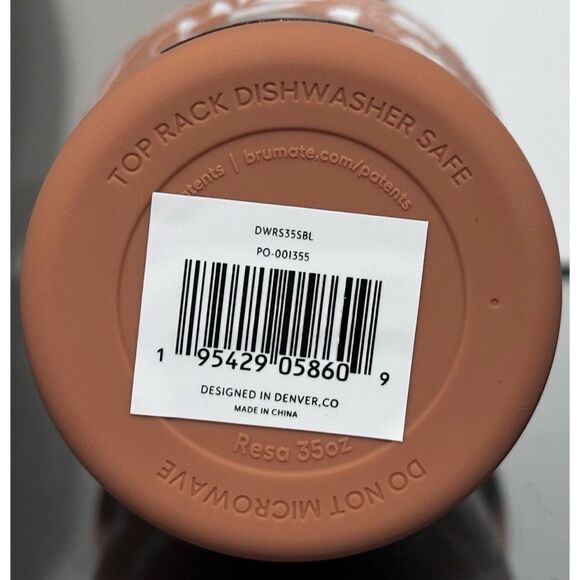 TOP RACK DISHWASHER SAFE
tents | brumate.com/patents
DWRS35SBL
PO-001355
1 95429 05860 9
DESIGNED IN DENVER,CO
MADE IN CHINA
Resa 35oz
DO NOT MICROWAVE